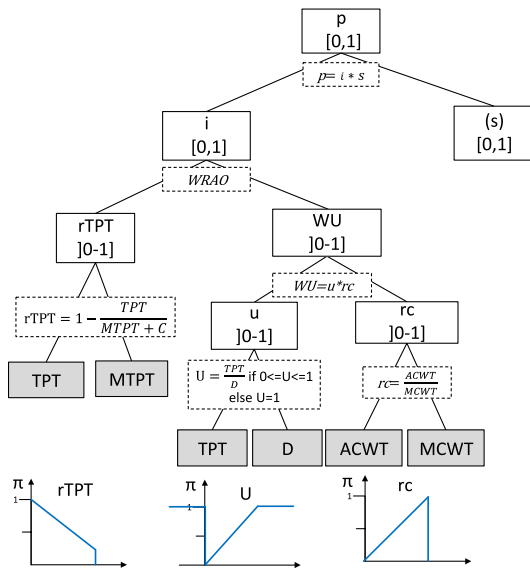 p
[0,1]
p= i * s
i
[0,1]
(s)
[0,1]
WRAO
rTPT
]0-1]
WU
]0-1]
WU=u*rc
rTPT = 1 − TPT / MTPT + C
u
]0-1]
rc
]0-1]
TPT
MTPT
U = TPT / D if 0<=U<=1
else U=1
rc= ACWT / MCWT
TPT
D
ACWT
MCWT
π
rTPT
1
π
U
1
π
rc
1